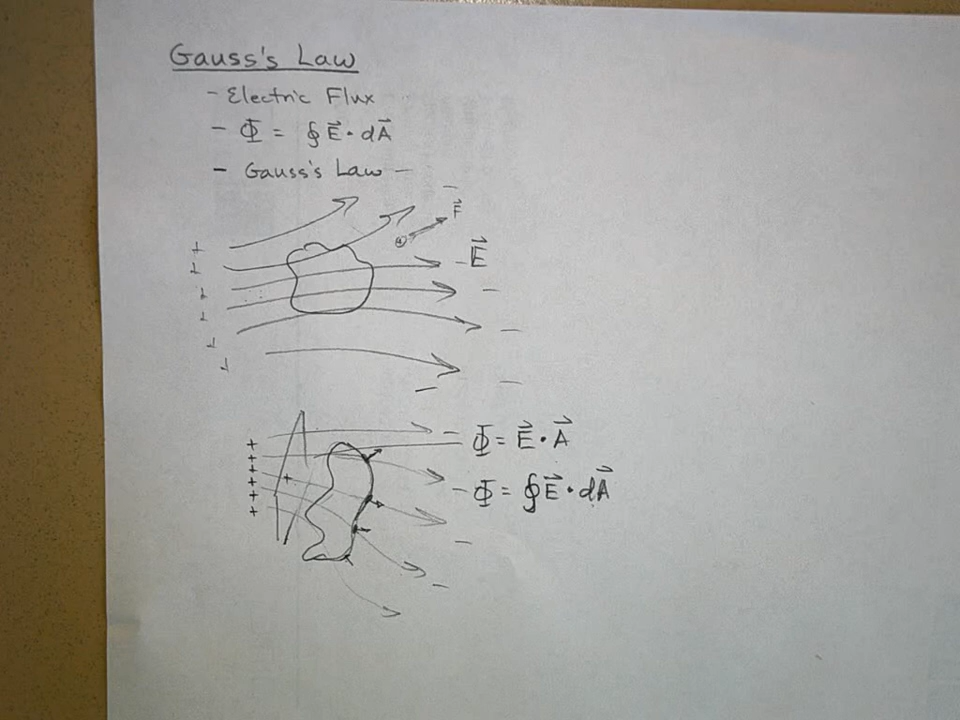 Gauss's Law
- Electric Flux
- Φ = ∮ E⃗ · dA⃗
- Gauss's Law -
F⃗
E⃗
Φ = E⃗ · A⃗
Φ = ∮ E⃗ · dA⃗